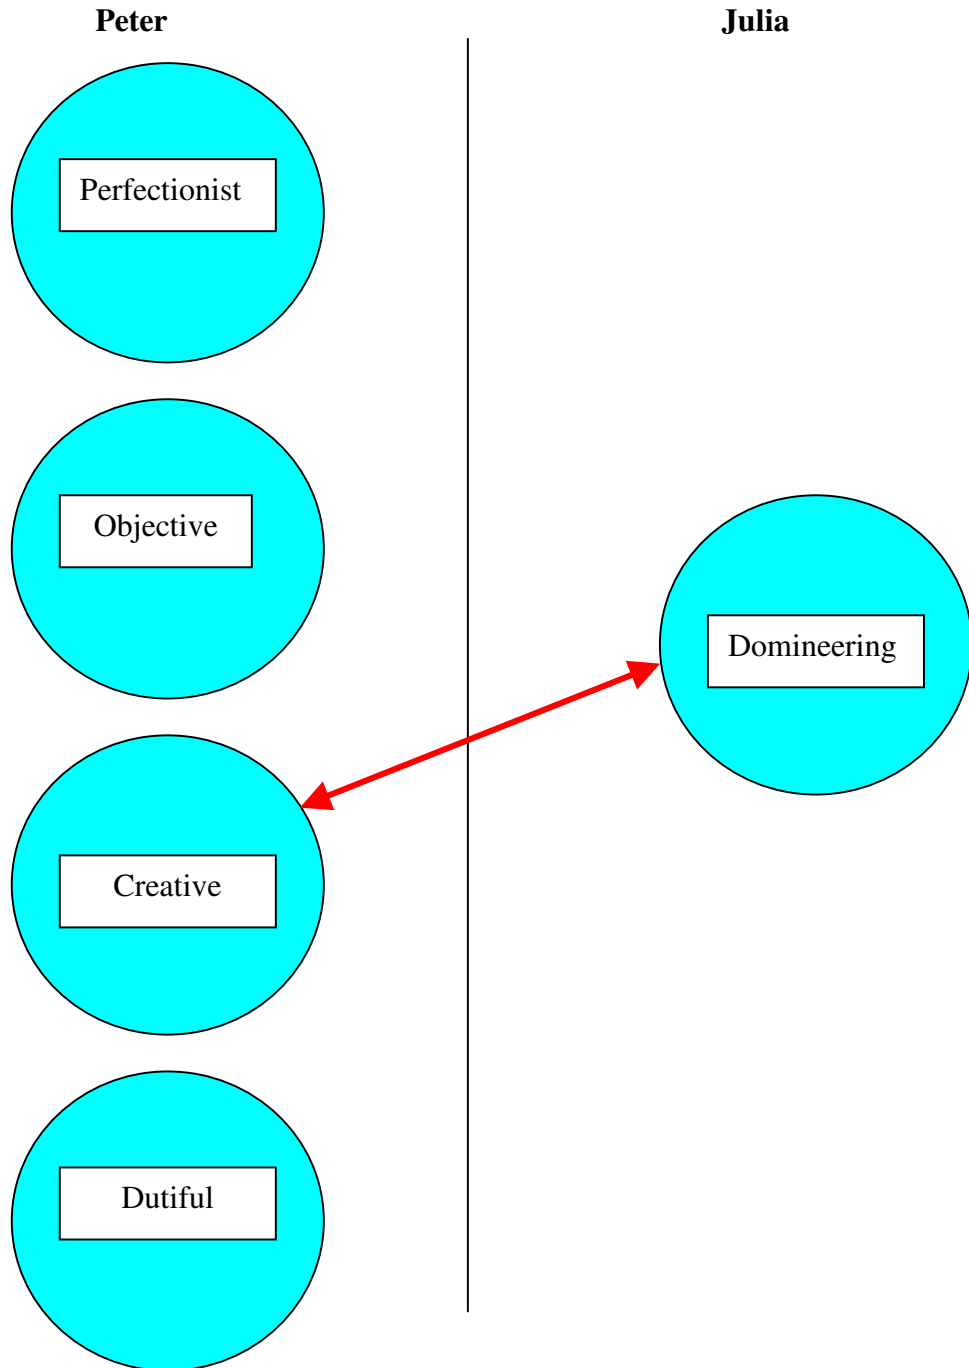 Peter
Julia
Perfectionist
Objective
Domineering
Creative
Dutiful